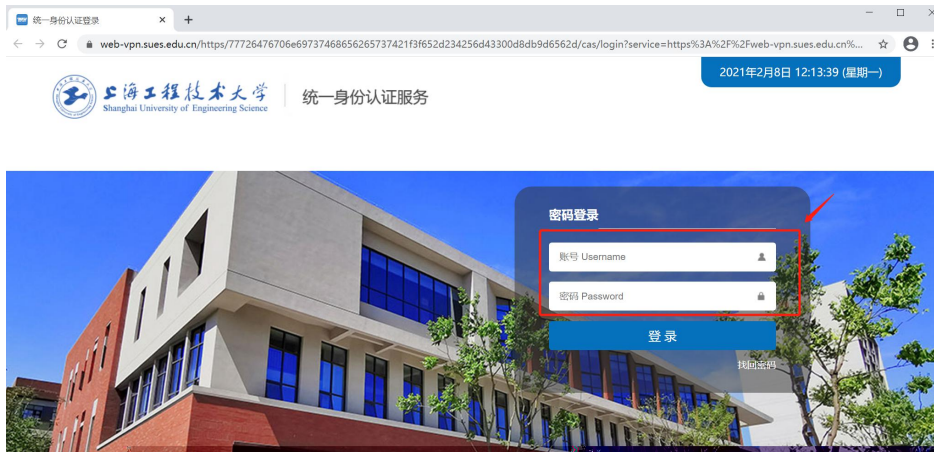 统一身份认证登录
web-vpn.sues.edu.cn/https/77726476706e69737468656265737421f3f652d234256d43300d8db9d6562d/cas/login?service=https%3A%2F%2Fweb-vpn.sues.edu.cn%...
2021年2月8日 12:13:39 (星期一)
上海工程技术大学
Shanghai University of Engineering Science
统一身份认证服务
密码登录
账号 Username
密码 Password
登 录
找回密码